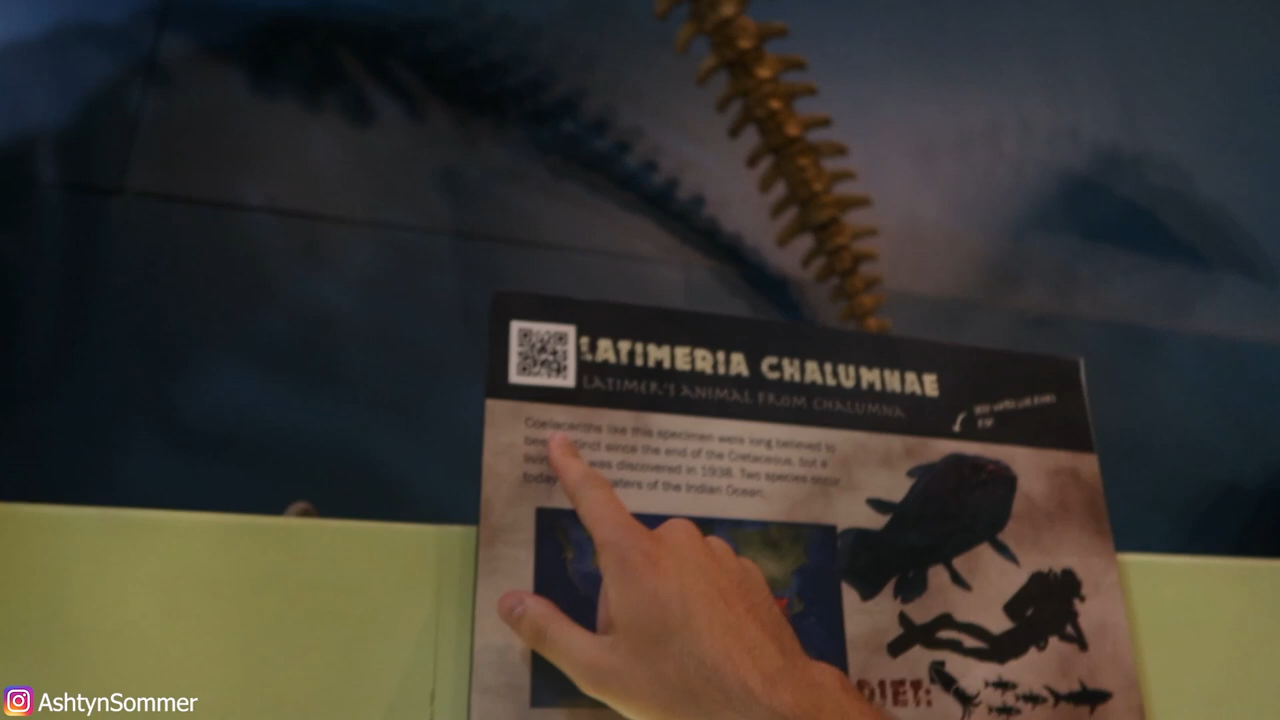 LATIMERIA CHALUMNAE
LATIMER'S ANIMAL FROM CHALUMNA
Coelacanths like this specimen were long believed to
been extinct since the end of the Cretaceous, but a
was discovered in 1938. Two species occur
today waters of the Indian Ocean.
DIET:
AshtynSommer